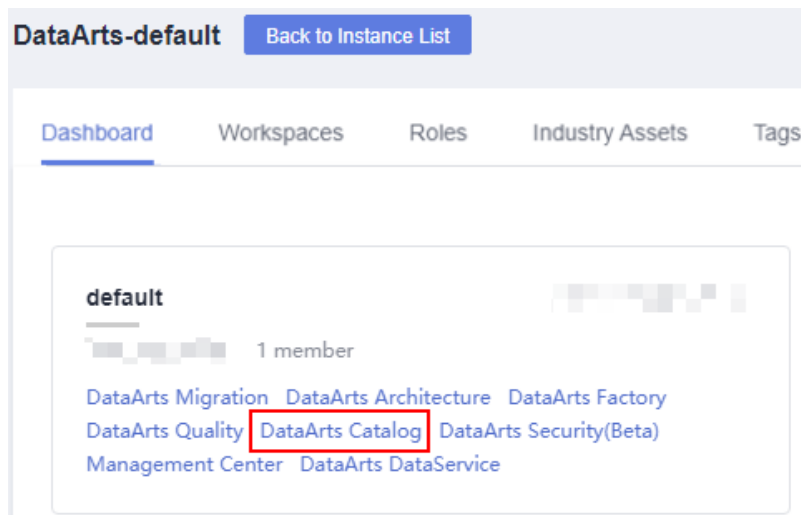 DataArts-default Back to Instance List
Dashboard Workspaces Roles Industry Assets Tags
default
1 member
DataArts Migration DataArts Architecture DataArts Factory
DataArts Quality DataArts Catalog DataArts Security(Beta)
Management Center DataArts DataService